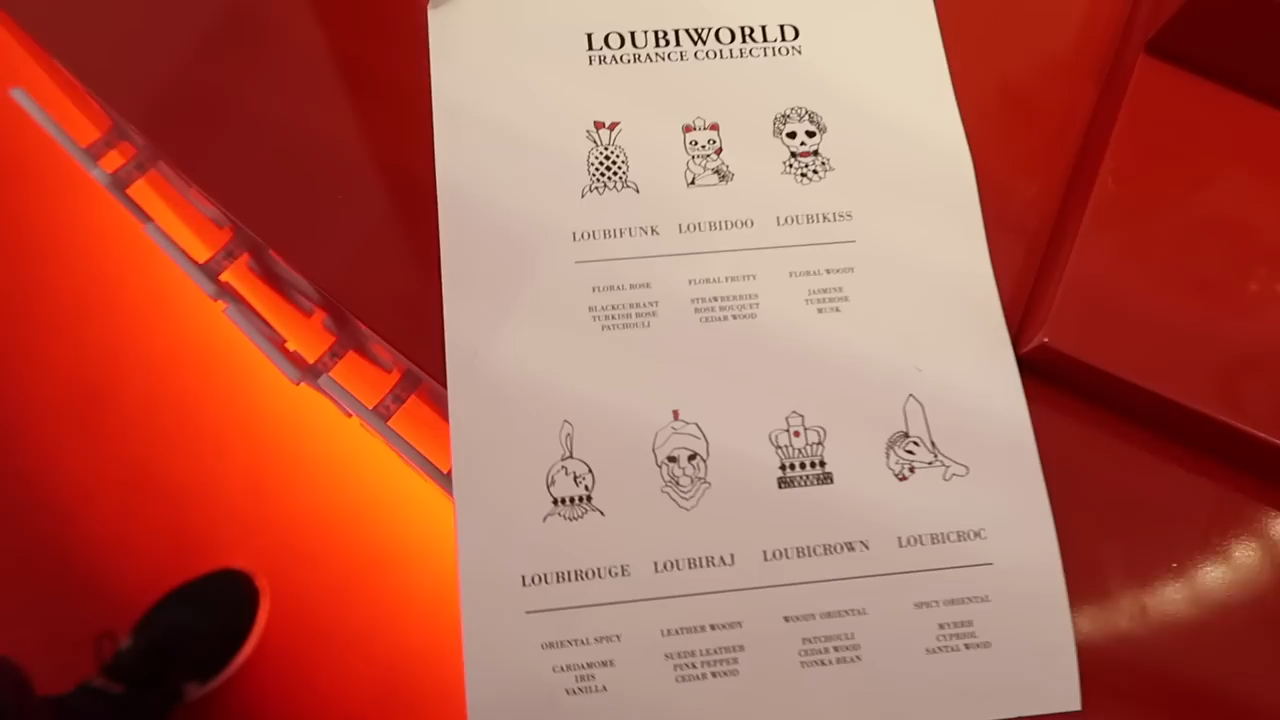 LOUBIWORLD
FRAGRANCE COLLECTION
LOUBIFUNK LOUBIDOO LOUBIKISS
FLORAL ROSE FLORAL FRUITY FLORAL WOODY
BLACKCURRANT STRAWBERRIES JASMINE
TURKISH ROSE ROSE BOUQUET TUBEROSE
PATCHOULI CEDAR WOOD MUSK
LOUBIROUGE LOUBIRAJ LOUBICROWN LOUBICROC
ORIENTAL SPICY LEATHER WOODY WOODY ORIENTAL SPICY ORIENTAL
CARDAMOME SUEDE LEATHER PATCHOULI MYRRH
IRIS PINK PEPPER CEDAR WOOD CYPRIOL
VANILLA CEDAR WOOD TONKA BEAN SANTAL WOOD